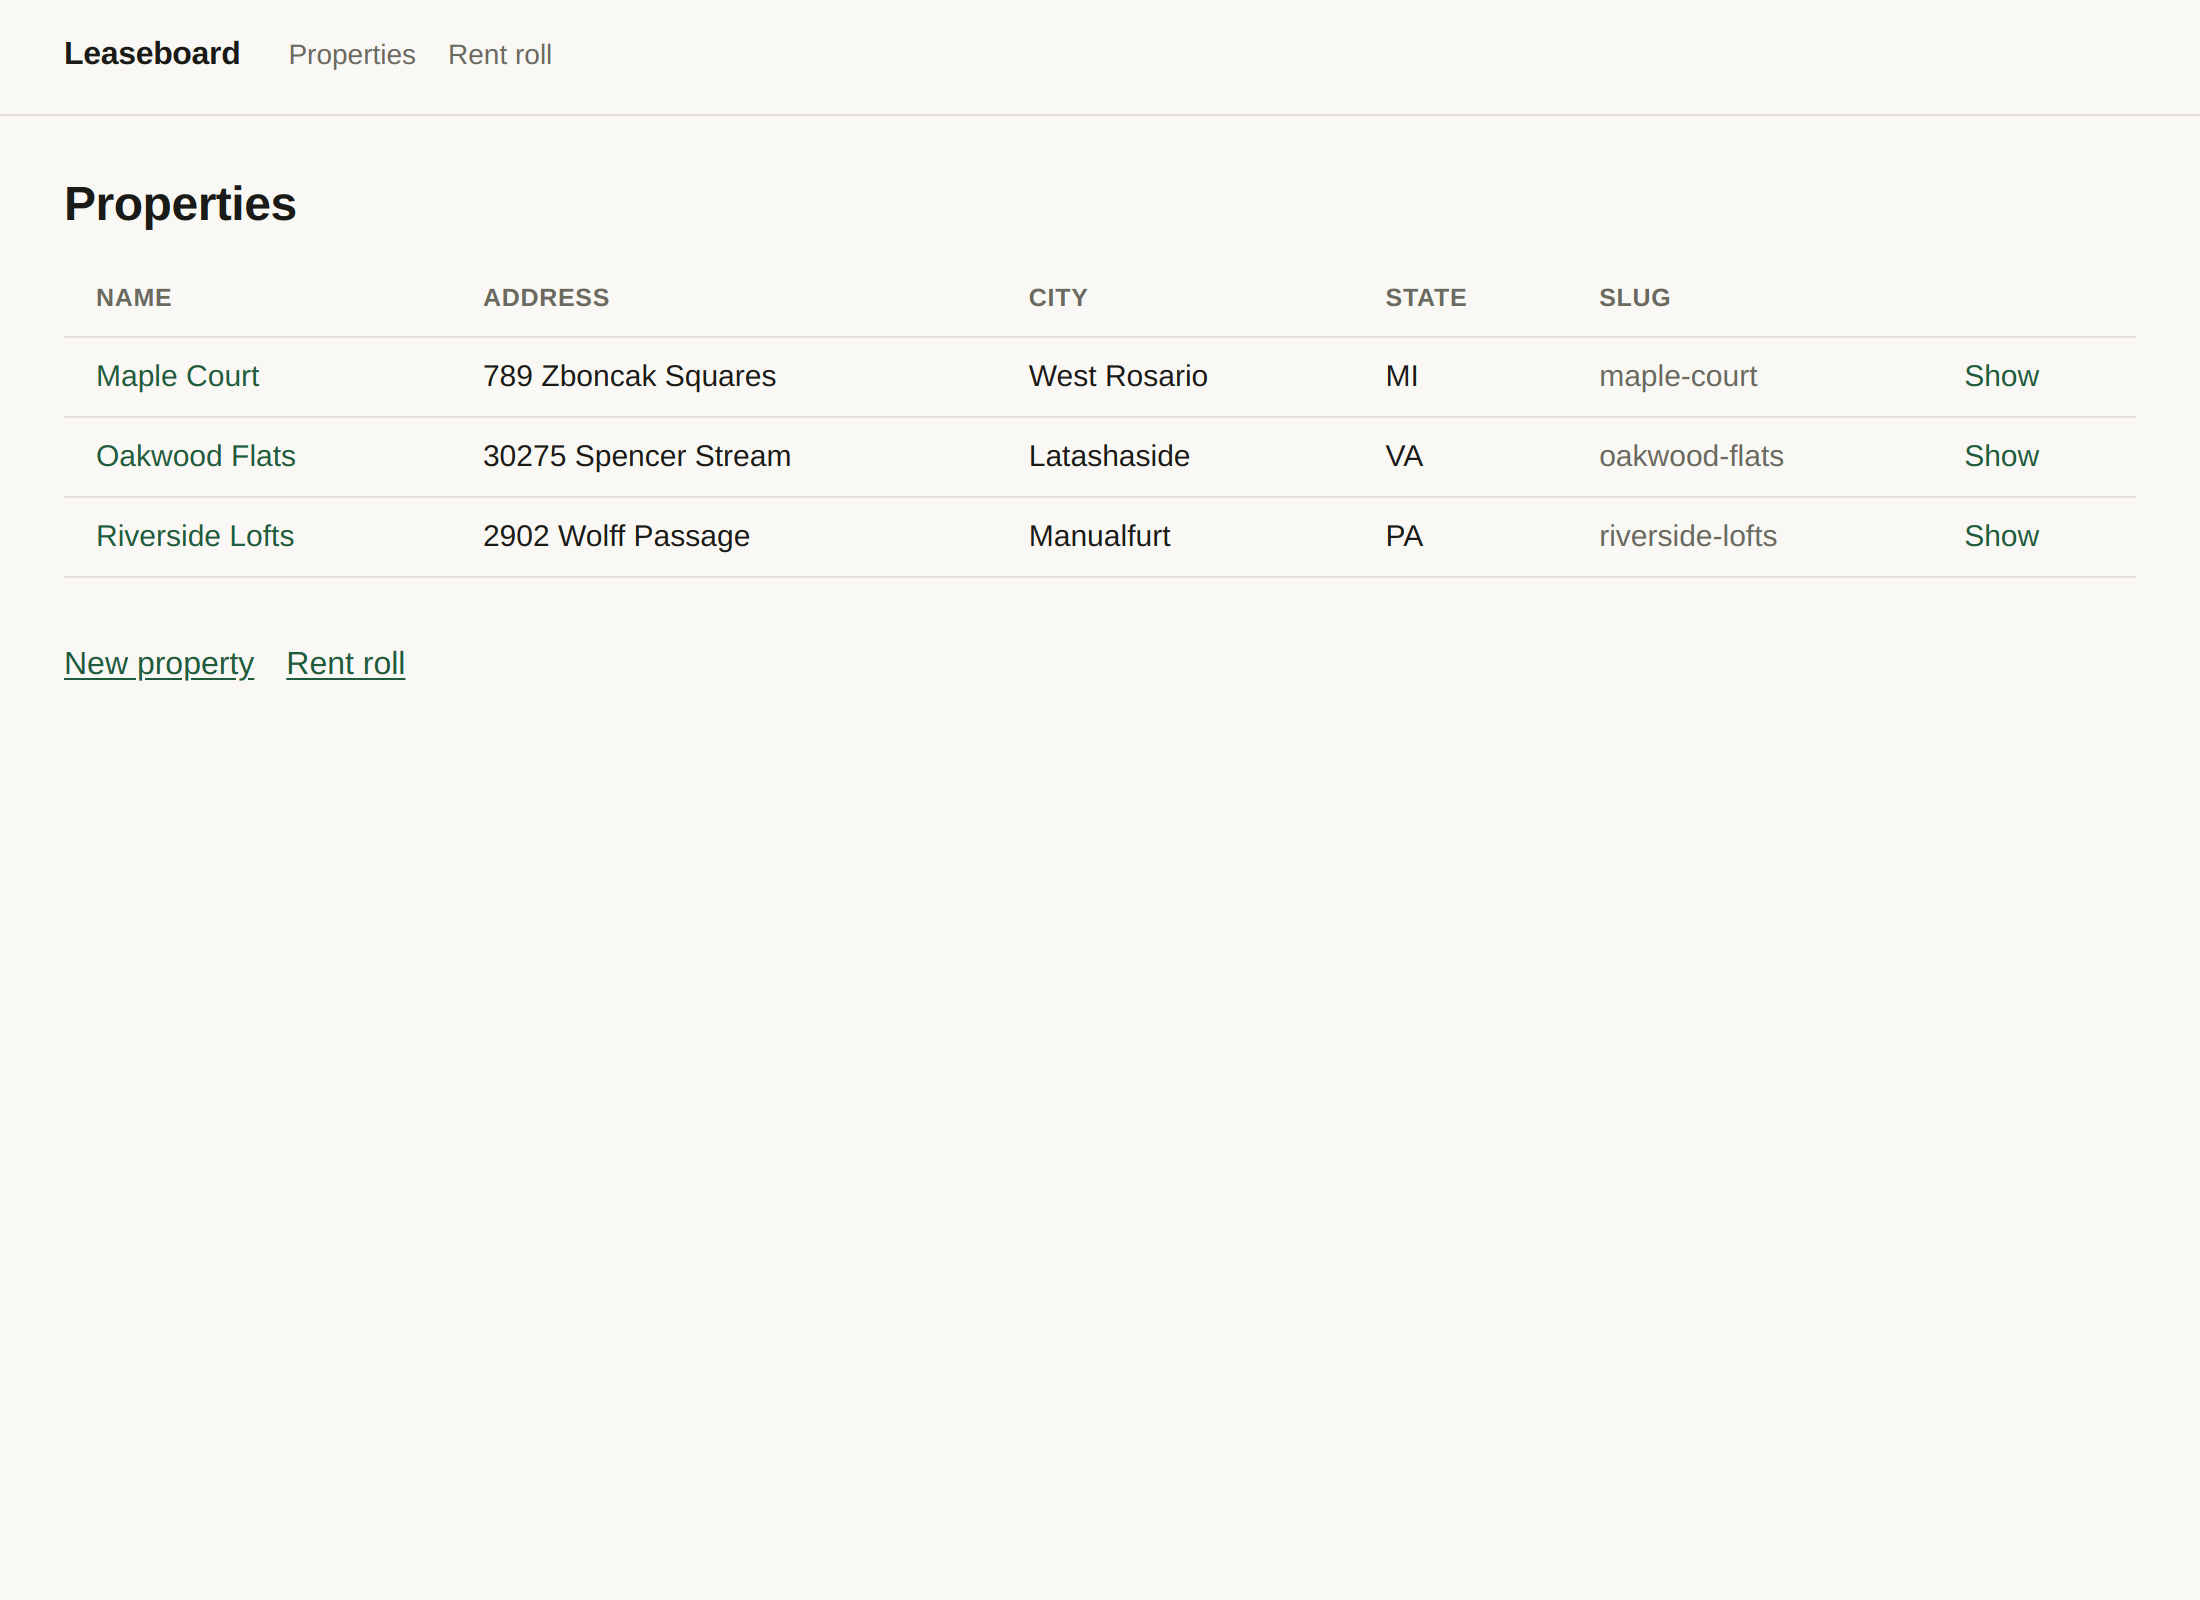 Leaseboard Properties Rent roll
Properties
NAME ADDRESS CITY STATE SLUG
Maple Court 789 Zboncak Squares West Rosario MI maple-court Show
Oakwood Flats 30275 Spencer Stream Latashaside VA oakwood-flats Show
Riverside Lofts 2902 Wolff Passage Manualfurt PA riverside-lofts Show
New property Rent roll